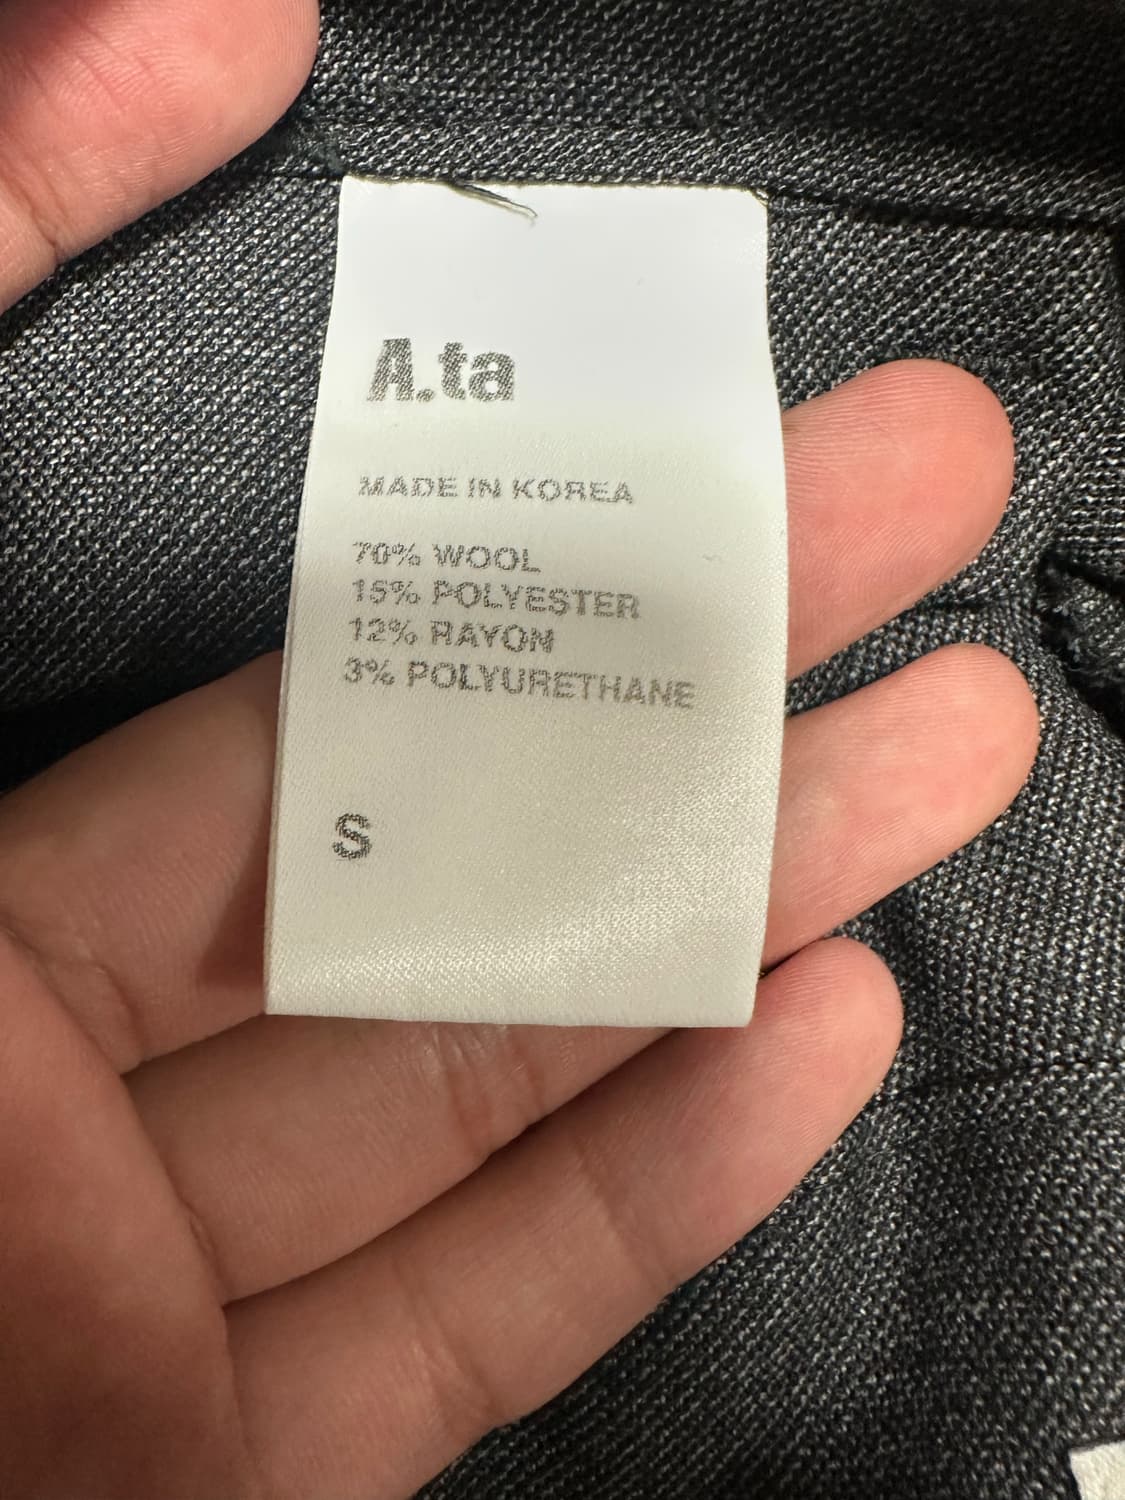 A.ta
MADE IN KOREA
70% WOOL
15% POLYESTER
12% RAYON
3% POLYURETHANE
S